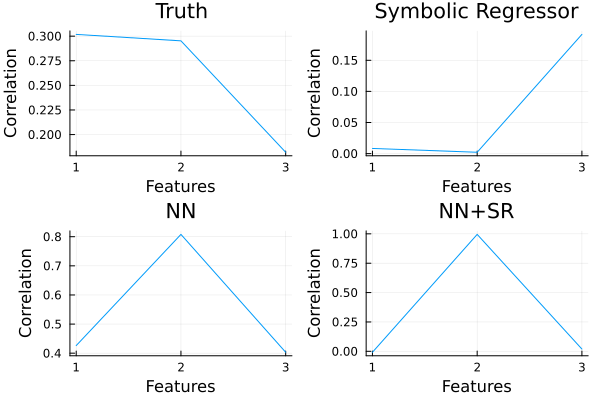 Truth
0.300
0.275
0.250
0.225
0.200
Correlation
1 2 3
Features
Symbolic Regressor
0.15
0.10
0.05
0.00
Correlation
1 2 3
Features
NN
0.8
0.7
0.6
0.5
0.4
Correlation
1 2 3
Features
NN+SR
1.00
0.75
0.50
0.25
0.00
Correlation
1 2 3
Features